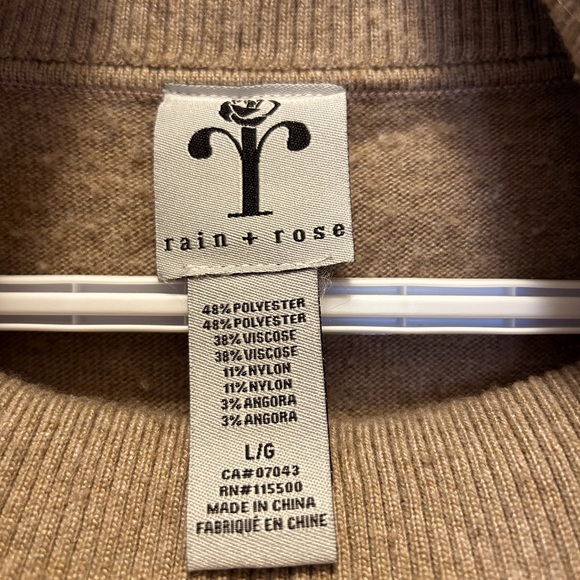 rain + rose
48% POLYESTER
48% POLYESTER
38% VISCOSE
38% VISCOSE
11% NYLON
11% NYLON
3% ANGORA
3% ANGORA
L/G
CA#07043
RN#115500
MADE IN CHINA
FABRIQUÉ EN CHINE